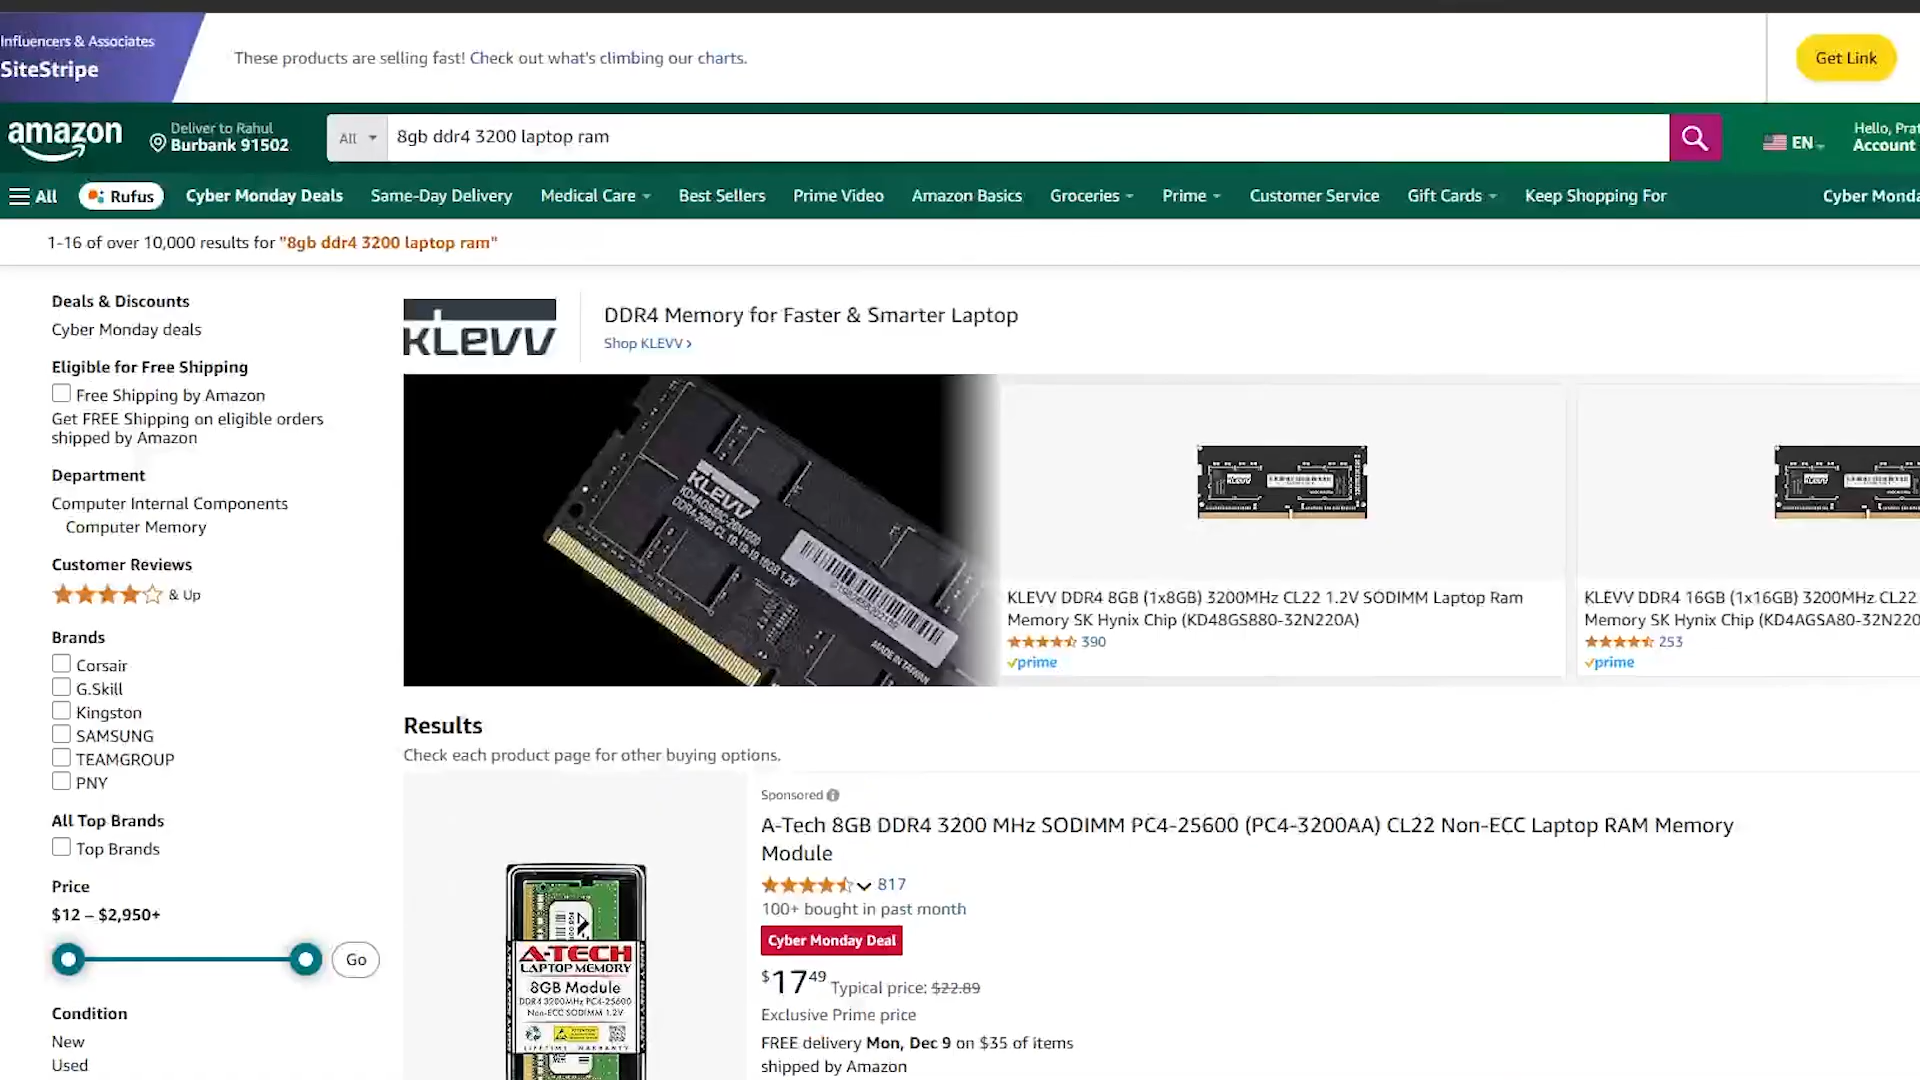 Influencers & Associates
SiteStripe
These products are selling fast! Check out what's climbing our charts.
Get Link
amazon
Deliver to Rahul
Burbank 91502
All
8gb ddr4 3200 laptop ram
EN
Hello, Prat
Account
All
Rufus
Cyber Monday Deals
Same-Day Delivery
Medical Care
Best Sellers
Prime Video
Amazon Basics
Groceries
Prime
Customer Service
Gift Cards
Keep Shopping For
Cyber Monda
1-16 of over 10,000 results for "8gb ddr4 3200 laptop ram"
Deals & Discounts
Cyber Monday deals
Eligible for Free Shipping
Free Shipping by Amazon
Get FREE Shipping on eligible orders
shipped by Amazon
Department
Computer Internal Components
Computer Memory
Customer Reviews
& Up
Brands
Corsair
G.Skill
Kingston
SAMSUNG
TEAMGROUP
PNY
All Top Brands
Top Brands
Price
$12 – $2,950+
Go
Condition
New
Used
KLEVV
DDR4 Memory for Faster & Smarter Laptop
Shop KLEVV ›
KLEVV
MADE IN TAIWAN
KLEVV DDR4 8GB (1x8GB) 3200MHz CL22 1.2V SODIMM Laptop Ram
Memory SK Hynix Chip (KD48GS880-32N220A)
390
prime
KLEVV DDR4 16GB (1x16GB) 3200MHz CL22
Memory SK Hynix Chip (KD4AGSA80-32N220
253
prime
Results
Check each product page for other buying options.
A-TECH
LAPTOP MEMORY
8GB Module
DDR4 3200MHz PC4-25600
Non-ECC SODIMM 1.2V
LIFETIME WARRANTY
Sponsored
A-Tech 8GB DDR4 3200 MHz SODIMM PC4-25600 (PC4-3200AA) CL22 Non-ECC Laptop RAM Memory
Module
817
100+ bought in past month
Cyber Monday Deal
$17 49 Typical price: $22.89
Exclusive Prime price
FREE delivery Mon, Dec 9 on $35 of items
shipped by Amazon